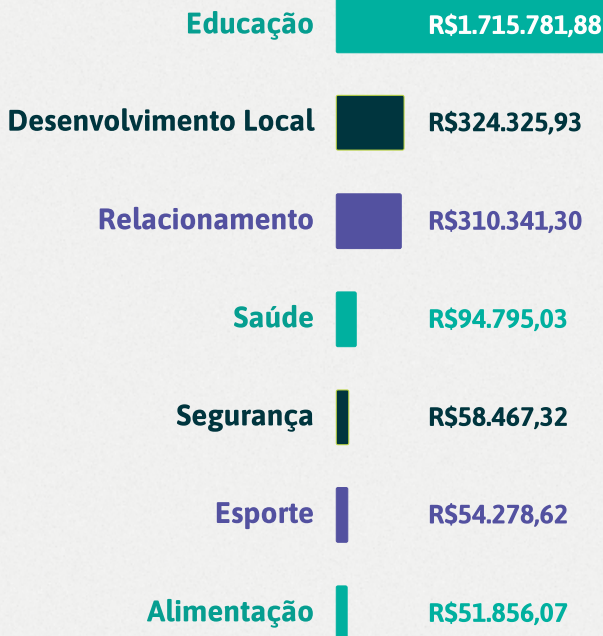 Educação R$1.715.781,88
Desenvolvimento Local R$324.325,93
Relacionamento R$310.341,30
Saúde R$94.795,03
Segurança R$58.467,32
Esporte R$54.278,62
Alimentação R$51.856,07